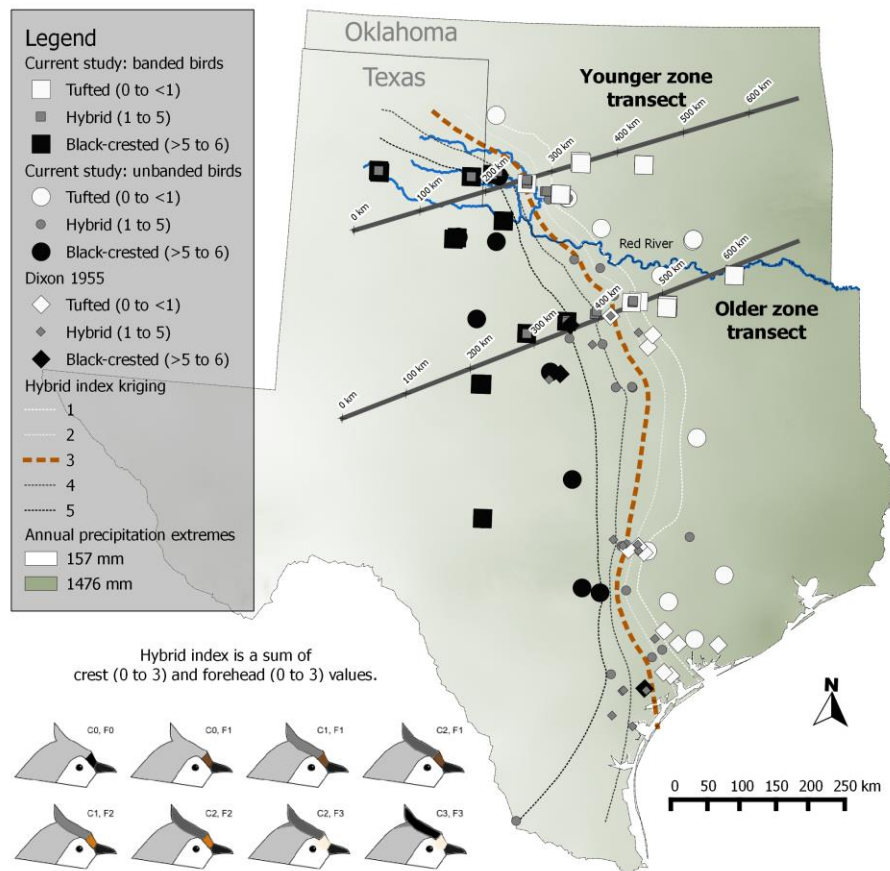 Oklahoma
Texas
Legend
Current study: banded birds
Tufted (0 to <1)
Hybrid (1 to 5)
Black-crested (>5 to 6)
Current study: unbanded birds
Tufted (0 to <1)
Hybrid (1 to 5)
Black-crested (>5 to 6)
Dixon 1955
Tufted (0 to <1)
Hybrid (1 to 5)
Black-crested (>5 to 6)
Hybrid index kriging
1
2
3
4
5
Annual precipitation extremes
157 mm
1476 mm
Younger zone
transect
0 km
100 km
200 km
300 km
400 km
500 km
600 km
Red River
Older zone
transect
0 km
100 km
200 km
300 km
400 km
500 km
600 km
Hybrid index is a sum of
crest (0 to 3) and forehead (0 to 3) values.
C0, F0
C0, F1
C1, F1
C2, F1
C1, F2
C2, F2
C2, F3
C3, F3
N
0 50 100 150 200 250 km